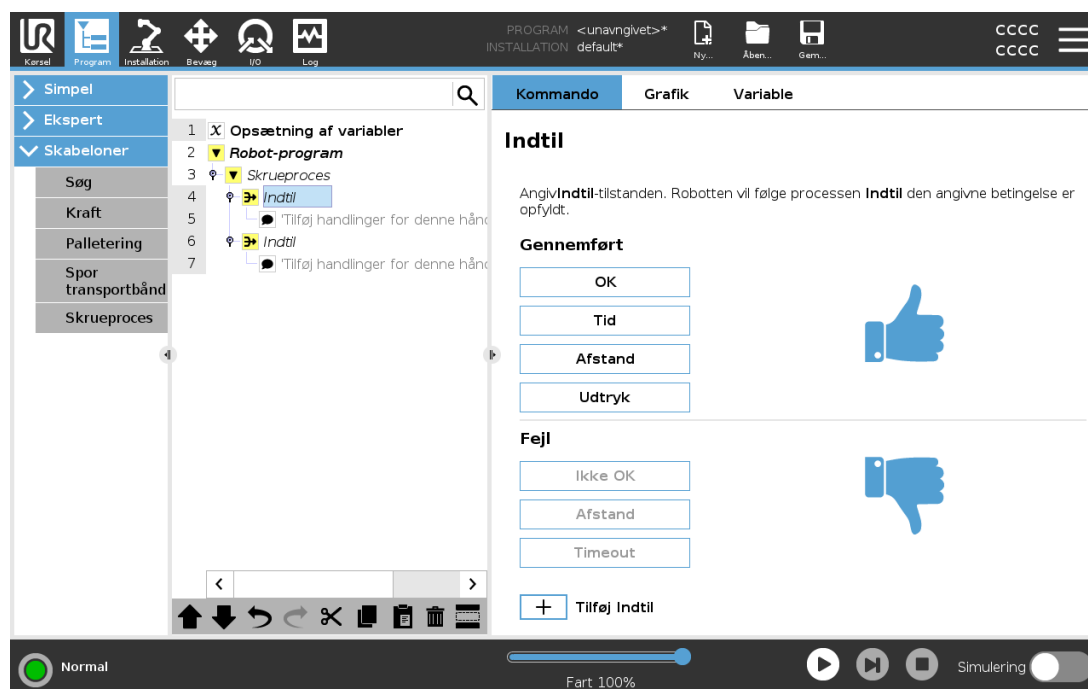 UR
Kørsel
Program
Installation
Bevæg
I/O
Log
PROGRAM <unavngivet>*
INSTALLATION default*
Ny...
Åben...
Gem...
cccc
cccc
Simpel
Ekspert
Skabeloner
Søg
Kraft
Palletering
Spor
transportbånd
Skrueproces
1 X Opsætning af variabler
2 Robot-program
3 Skrueproces
4 Indtil
5 'Tilføj handlinger for denne hånd
6 Indtil
7 'Tilføj handlinger for denne hånd
Kommando Grafik Variable
Indtil
AngivIndtil-tilstanden. Robotten vil følge processen Indtil den angivne betingelse er
opfyldt.
Gennemført
OK
Tid
Afstand
Udtryk
Fejl
Ikke OK
Afstand
Timeout
+ Tilføj Indtil
Normal
Fart 100%
Simulering